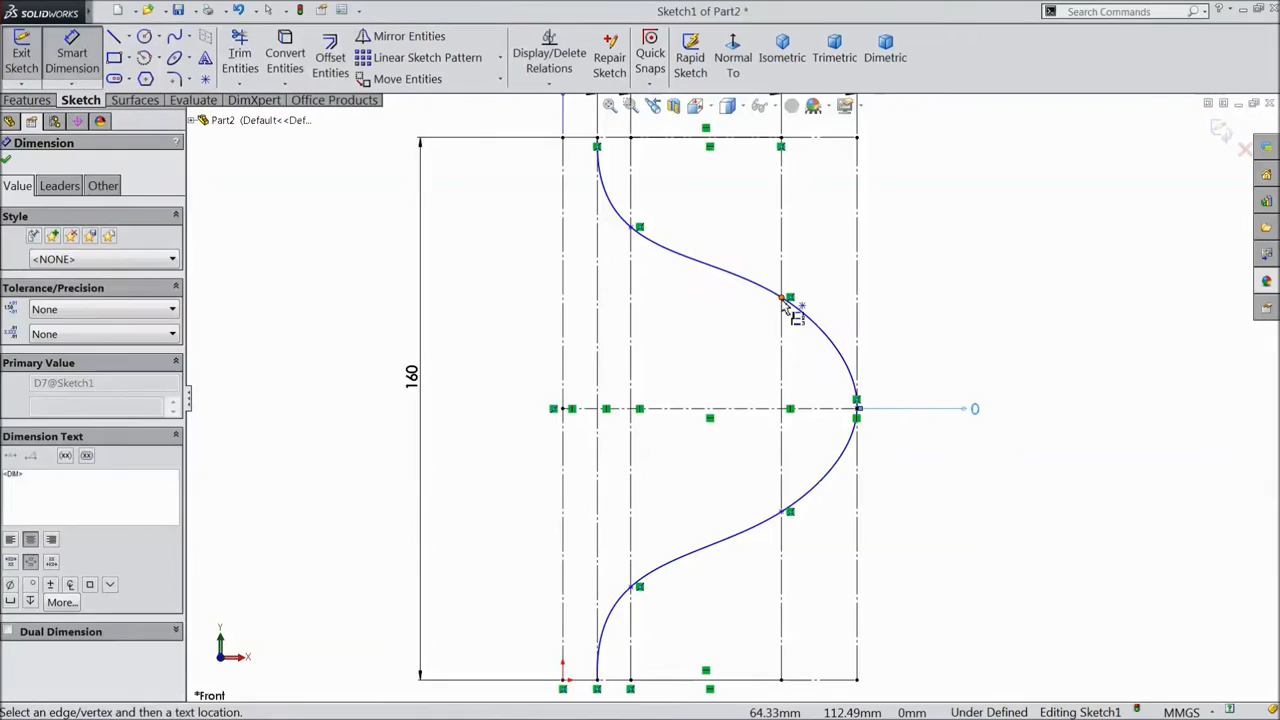 SOLIDWORKS
Sketch1 of Part2 *
Search Commands
Exit Sketch
Smart Dimension
Trim Entities
Convert Entities
Offset Entities
Mirror Entities
Linear Sketch Pattern
Move Entities
Display/Delete Relations
Repair Sketch
Quick Snaps
Rapid Sketch
Normal To
Isometric
Trimetric
Dimetric
Features
Sketch
Surfaces
Evaluate
DimXpert
Office Products
Part2 (Default<<Def...
Dimension
?
Value
Leaders
Other
Style
<NONE>
Tolerance/Precision
None
None
Primary Value
D7@Sketch1
Dimension Text
<DIM>
More...
Dual Dimension
160
0
Y
X
*Front
Select an edge/vertex and then a text location.
64.33mm
112.49mm
0mm
Under Defined
Editing Sketch1
MMGS